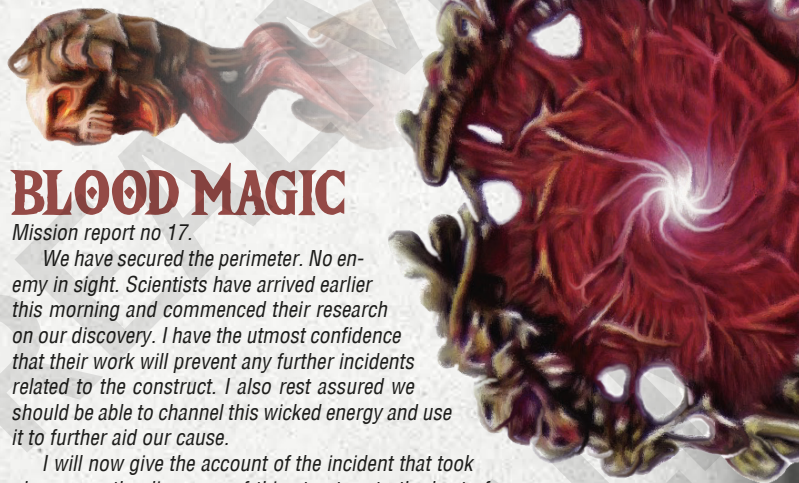 BLOOD MAGIC
Mission report no 17.
We have secured the perimeter. No en-
emy in sight. Scientists have arrived earlier
this morning and commenced their research
on our discovery. I have the utmost confidence
that their work will prevent any further incidents
related to the construct. I also rest assured we
should be able to channel this wicked energy and use
it to further aid our cause.
I will now give the account of the incident that took